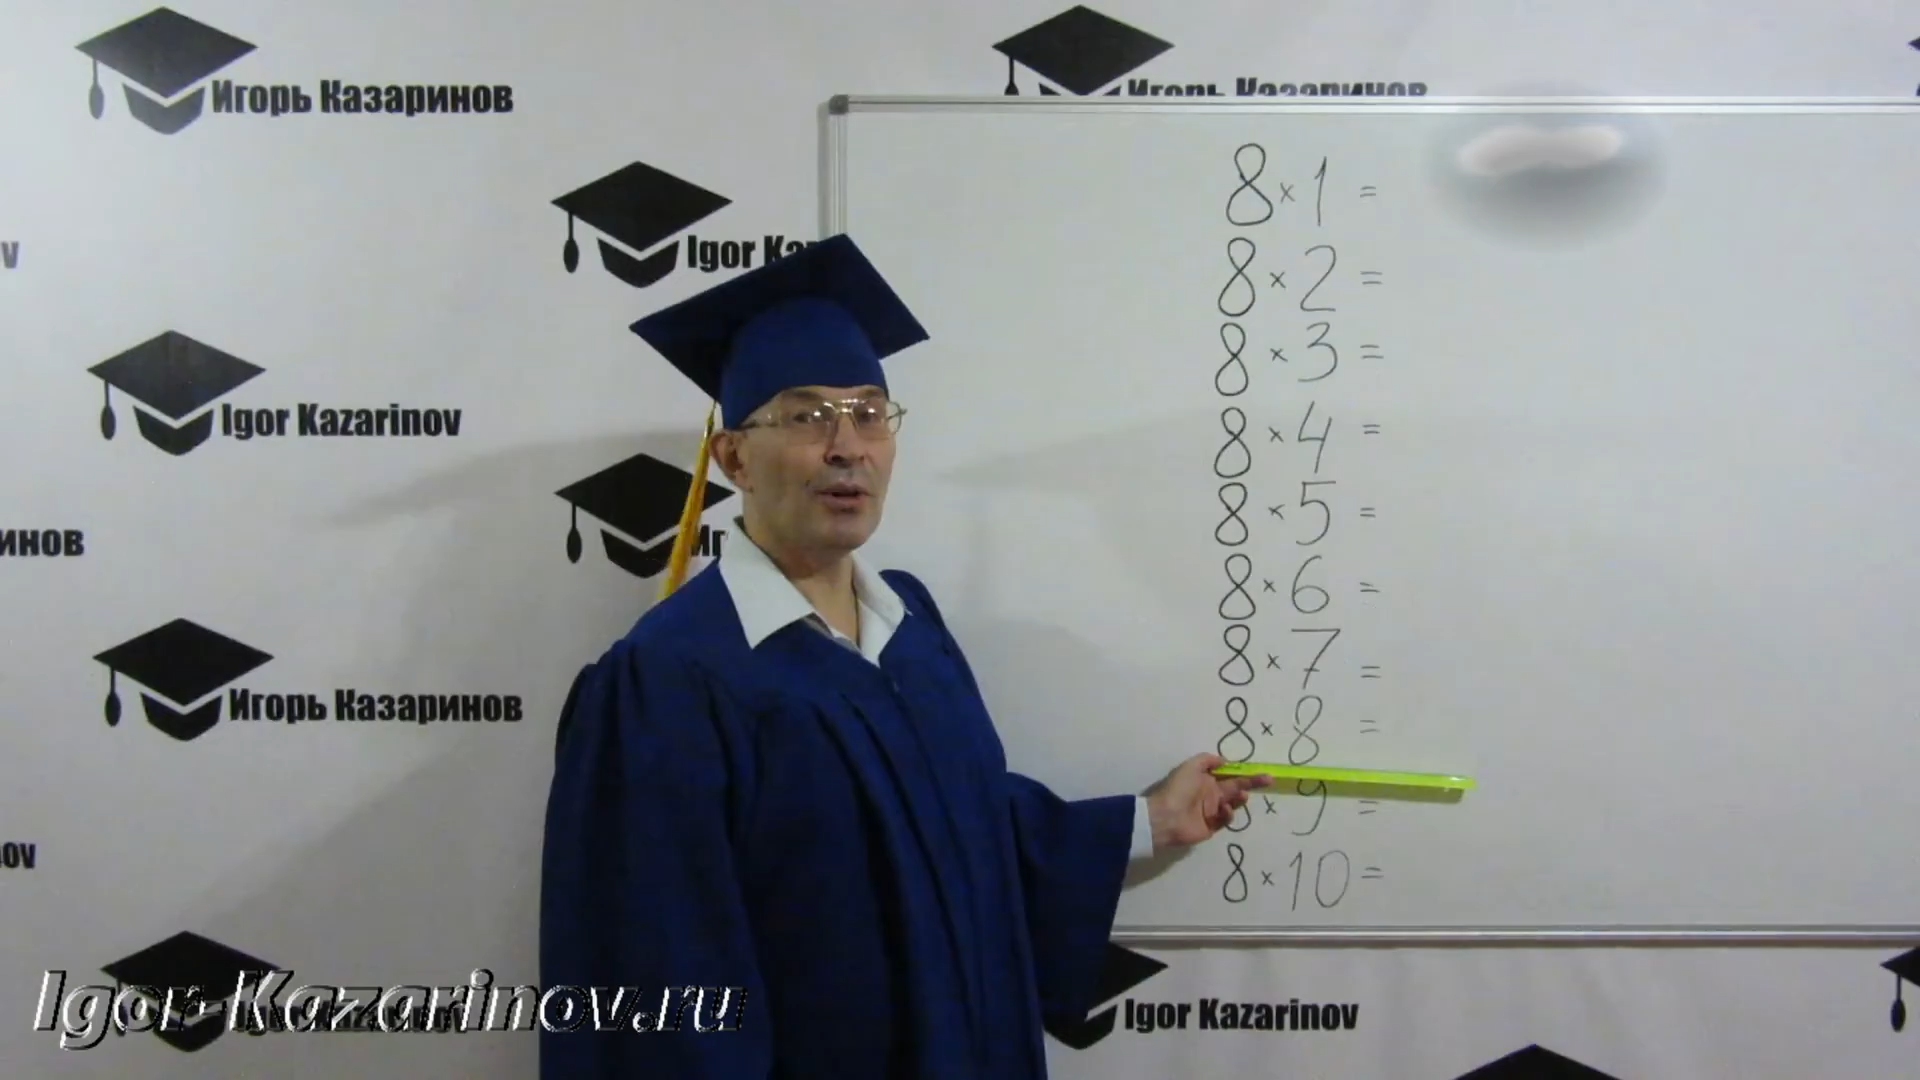 Игорь Казаринов
Игорь Казаринов
Igor
Igor Kazarinov
Игорь Казаринов
инов
Igor Kazarinov
8 × 1 =
8 × 2 =
8 × 3 =
8 × 4 =
8 × 5 =
8 × 6 =
8 × 7 =
8 × 8 =
8 × 9 =
8 × 10 =
Igor-Kazarinov.ru